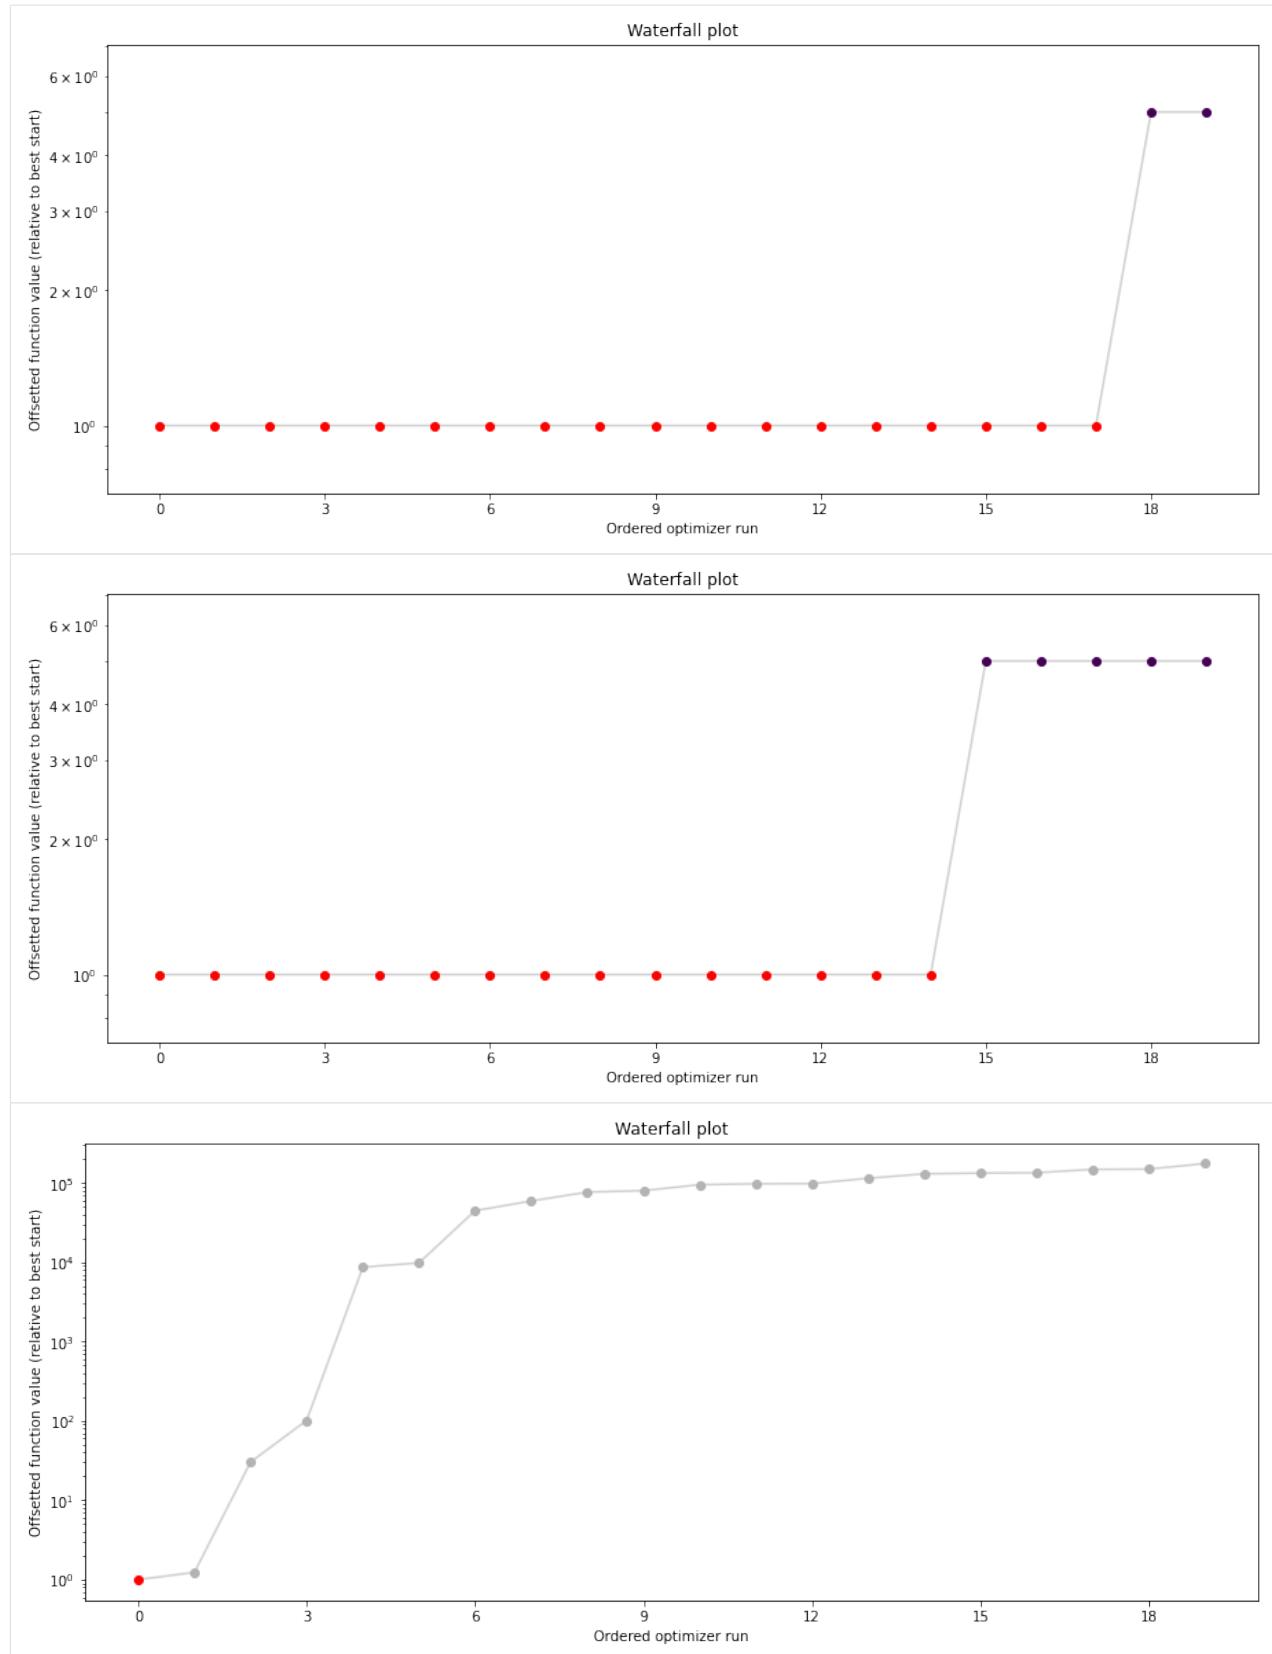 Waterfall plot
Offsetted function value (relative to best start)
6 × 10⁰
4 × 10⁰
3 × 10⁰
2 × 10⁰
10⁰
0 3 6 9 12 15 18
Ordered optimizer run
Waterfall plot
Offsetted function value (relative to best start)
6 × 10⁰
4 × 10⁰
3 × 10⁰
2 × 10⁰
10⁰
0 3 6 9 12 15 18
Ordered optimizer run
Waterfall plot
Offsetted function value (relative to best start)
10⁵
10⁴
10³
10²
10¹
10⁰
0 3 6 9 12 15 18
Ordered optimizer run